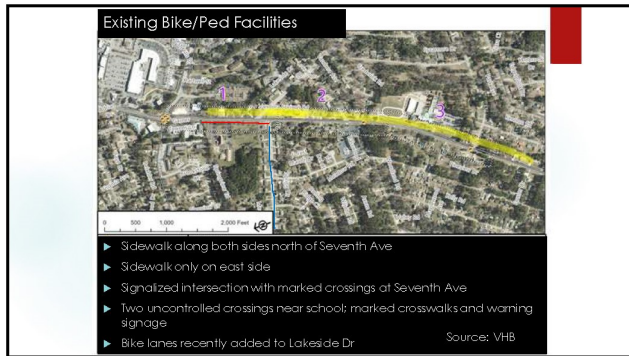 Existing Bike/Ped Facilities
1
2
3
0 500 1,000 2,000 Feet
Sidewalk along both sides north of Seventh Ave
Sidewalk only on east side
Signalized intersection with marked crossings at Seventh Ave
Two uncontrolled crossings near school; marked crosswalks and warning
signage
Bike lanes recently added to Lakeside Dr
Source: VHB